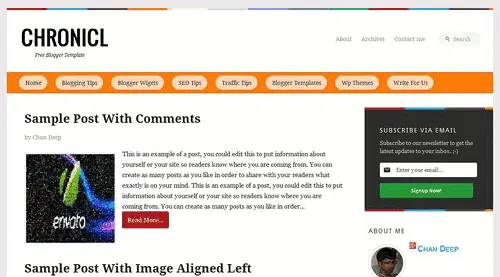 CHRONICL
Free Blogger Template
About Archives Contact me Search
Home Blogging Tips Blogger Wigets SEO Tips Traffic Tips Blogger Templates Wp Themes Write For Us
Sample Post With Comments
by Chan Deep
envato
This is an example of a post, you could edit this to put information about
yourself or your site so readers know where you are coming from. You can
create as many posts as you like in order to share with your readers what
exactly is on your mind. This is an example of a post, you could edit this to put
information about yourself or your site so readers know where you are
coming from. You can create as many posts as you like in order...
Read More...
Sample Post With Image Aligned Left
SUBSCRIBE VIA EMAIL
Subscribe to our newsletter to get the
latest updates to your inbox. ;-)
Enter your email...
Signup Now!
ABOUT ME
Chan Deep